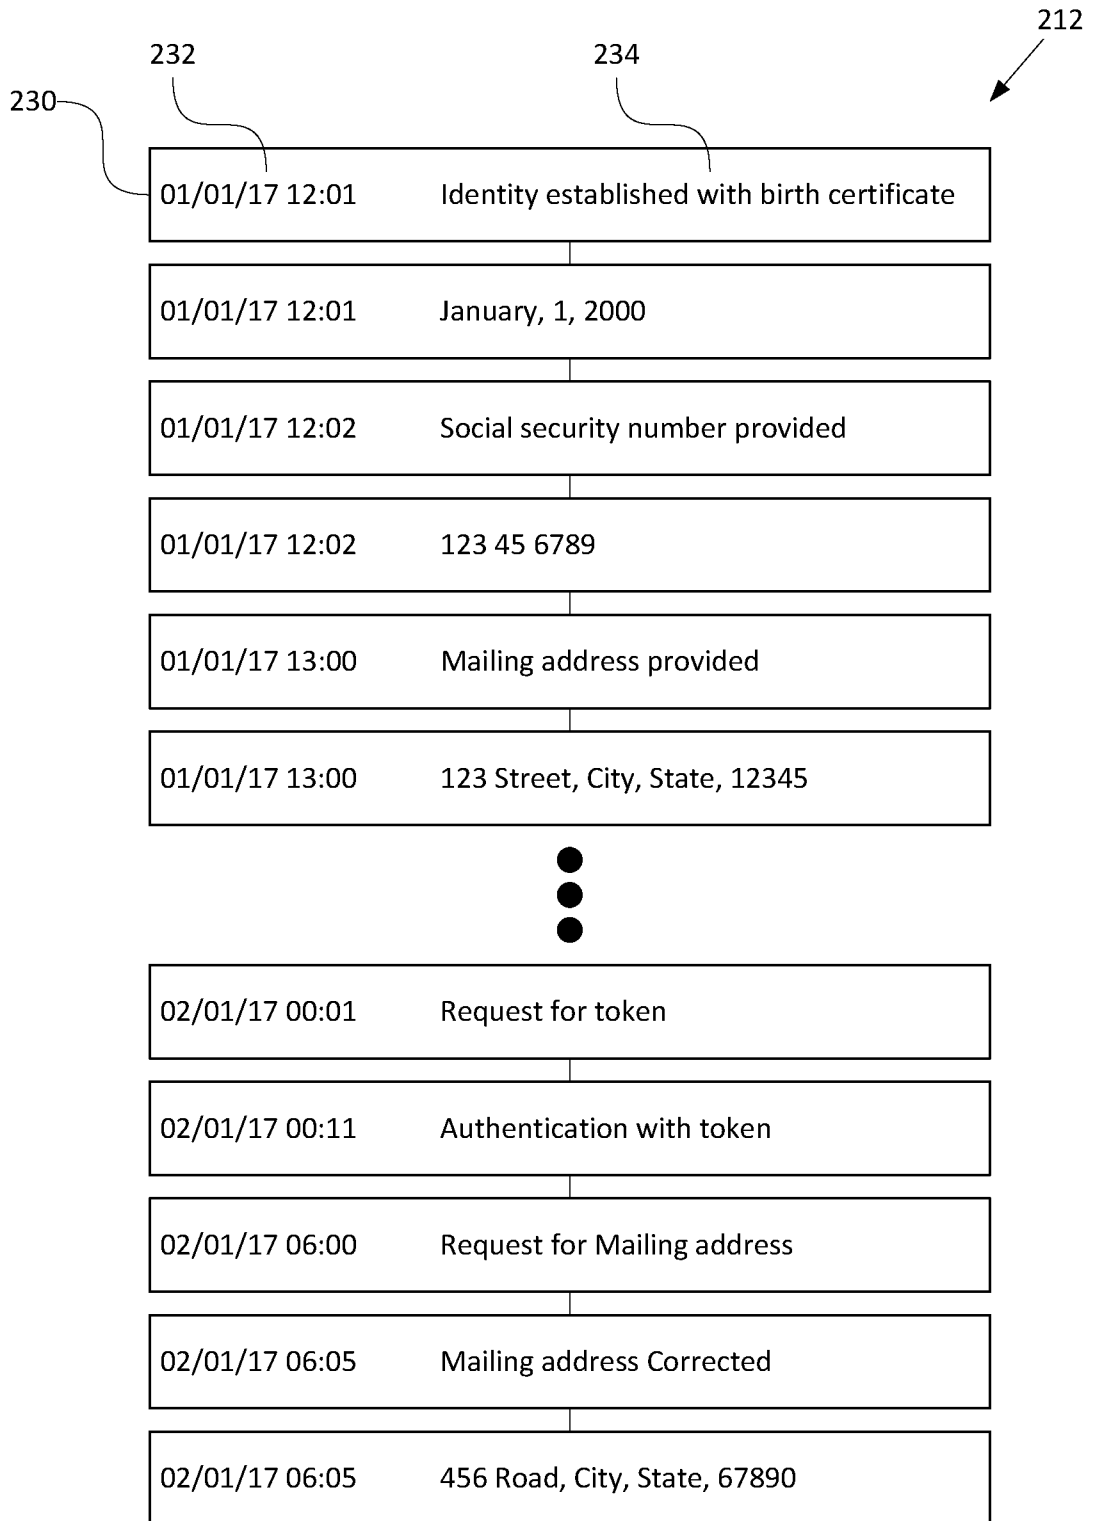 212
232 234
230
01/01/17 12:01 Identity established with birth certificate
01/01/17 12:01 January, 1, 2000
01/01/17 12:02 Social security number provided
01/01/17 12:02 123 45 6789
01/01/17 13:00 Mailing address provided
01/01/17 13:00 123 Street, City, State, 12345
02/01/17 00:01 Request for token
02/01/17 00:11 Authentication with token
02/01/17 06:00 Request for Mailing address
02/01/17 06:05 Mailing address Corrected
02/01/17 06:05 456 Road, City, State, 67890